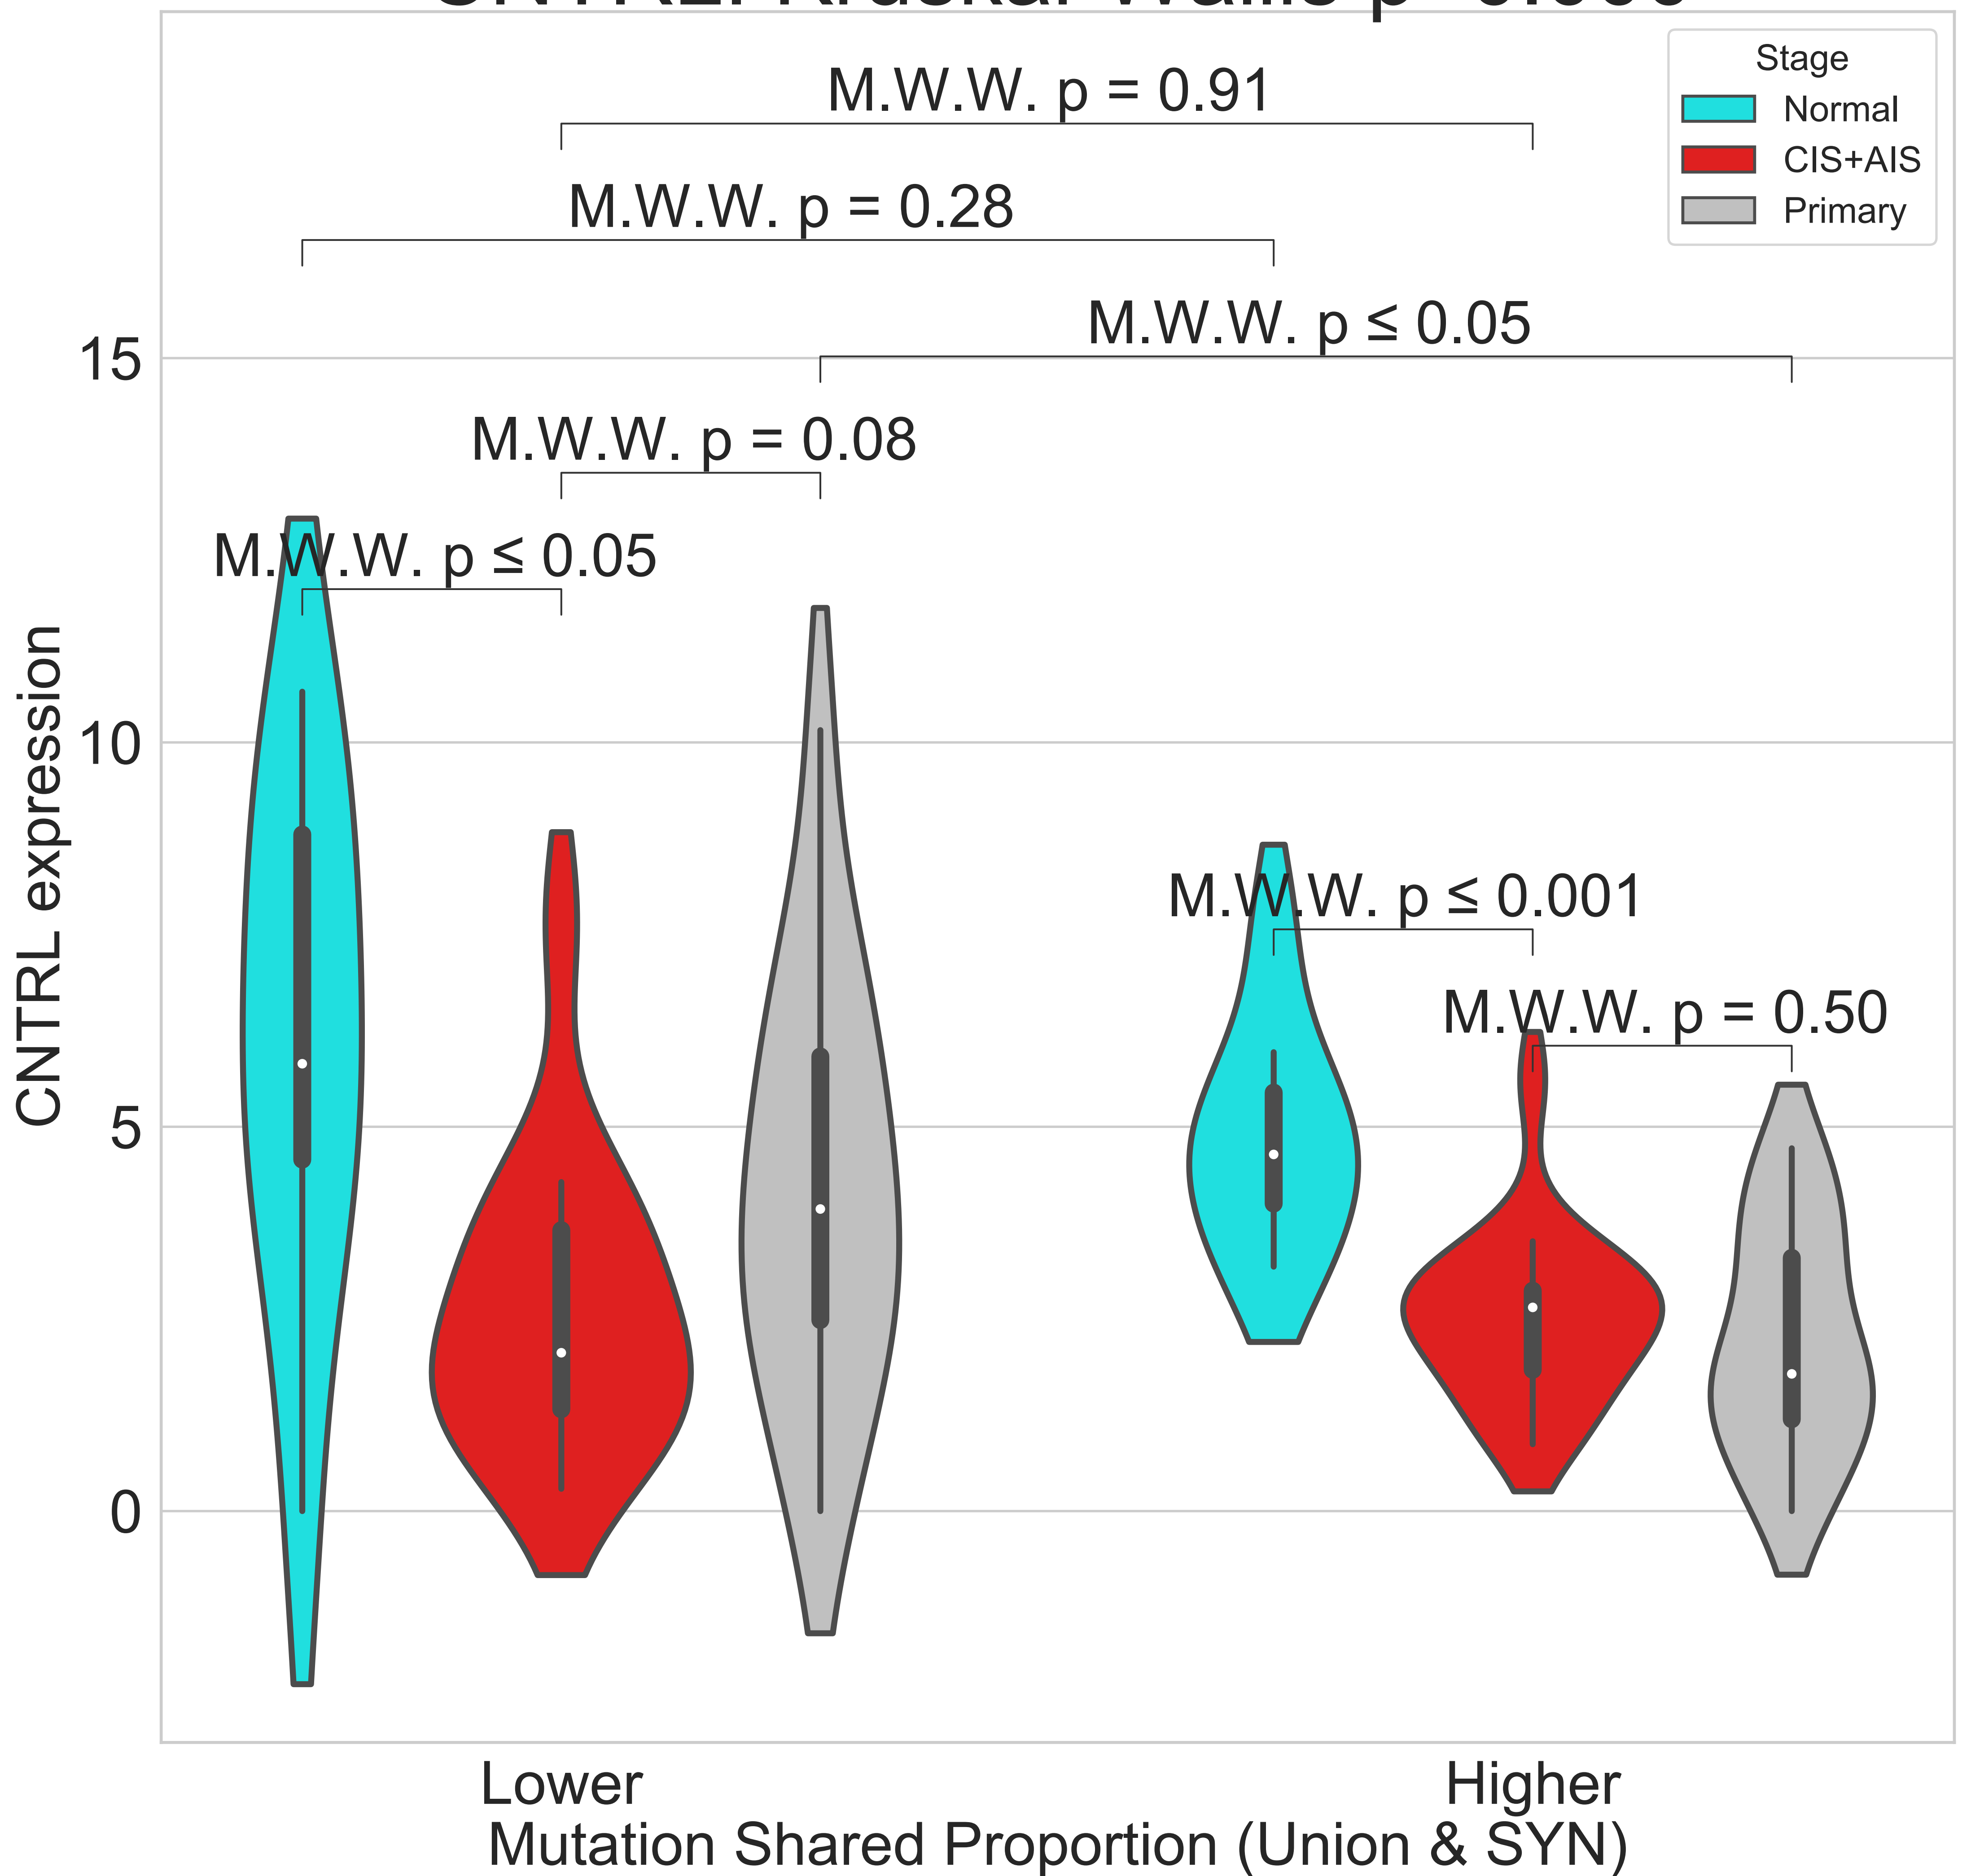 Stage
Normal
CIS+AIS
Primary
M.W.W. p = 0.91
M.W.W. p = 0.28
M.W.W. p ≤ 0.05
M.W.W. p = 0.08
M.W.W. p ≤ 0.05
M.W.W. p ≤ 0.001
M.W.W. p = 0.50
15
10
5
0
CNTRL expression
Lower
Higher
Mutation Shared Proportion (Union & SYN)